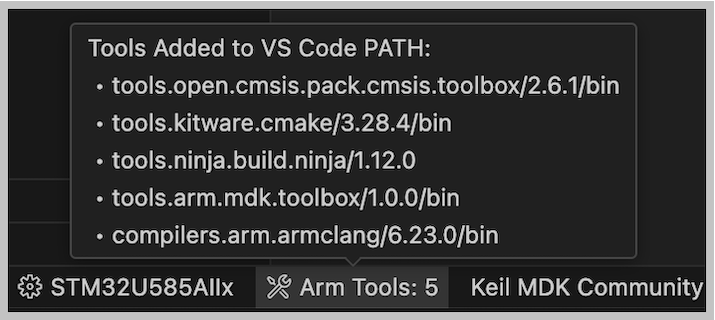 Tools Added to VS Code PATH:
• tools.open.cmsis.pack.cmsis.toolbox/2.6.1/bin
• tools.kitware.cmake/3.28.4/bin
• tools.ninja.build.ninja/1.12.0
• tools.arm.mdk.toolbox/1.0.0/bin
• compilers.arm.armclang/6.23.0/bin
STM32U585AIIx Arm Tools: 5 Keil MDK Community